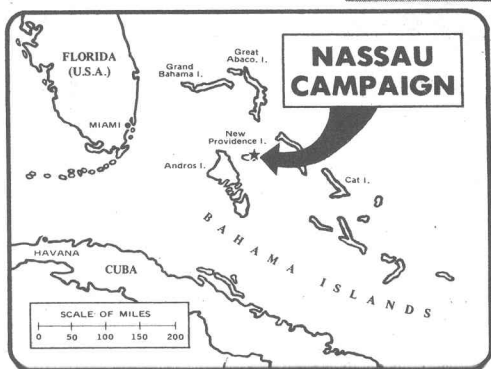 NASSAU
CAMPAIGN
FLORIDA
(U.S.A.)
Grand
Bahama I.
Great
Abaco, I.
MIAMI
New
Providence I.
Andros I.
Cat I.
BAHAMA ISLANDS
HAVANA
CUBA
SCALE OF MILES
0 50 100 150 200